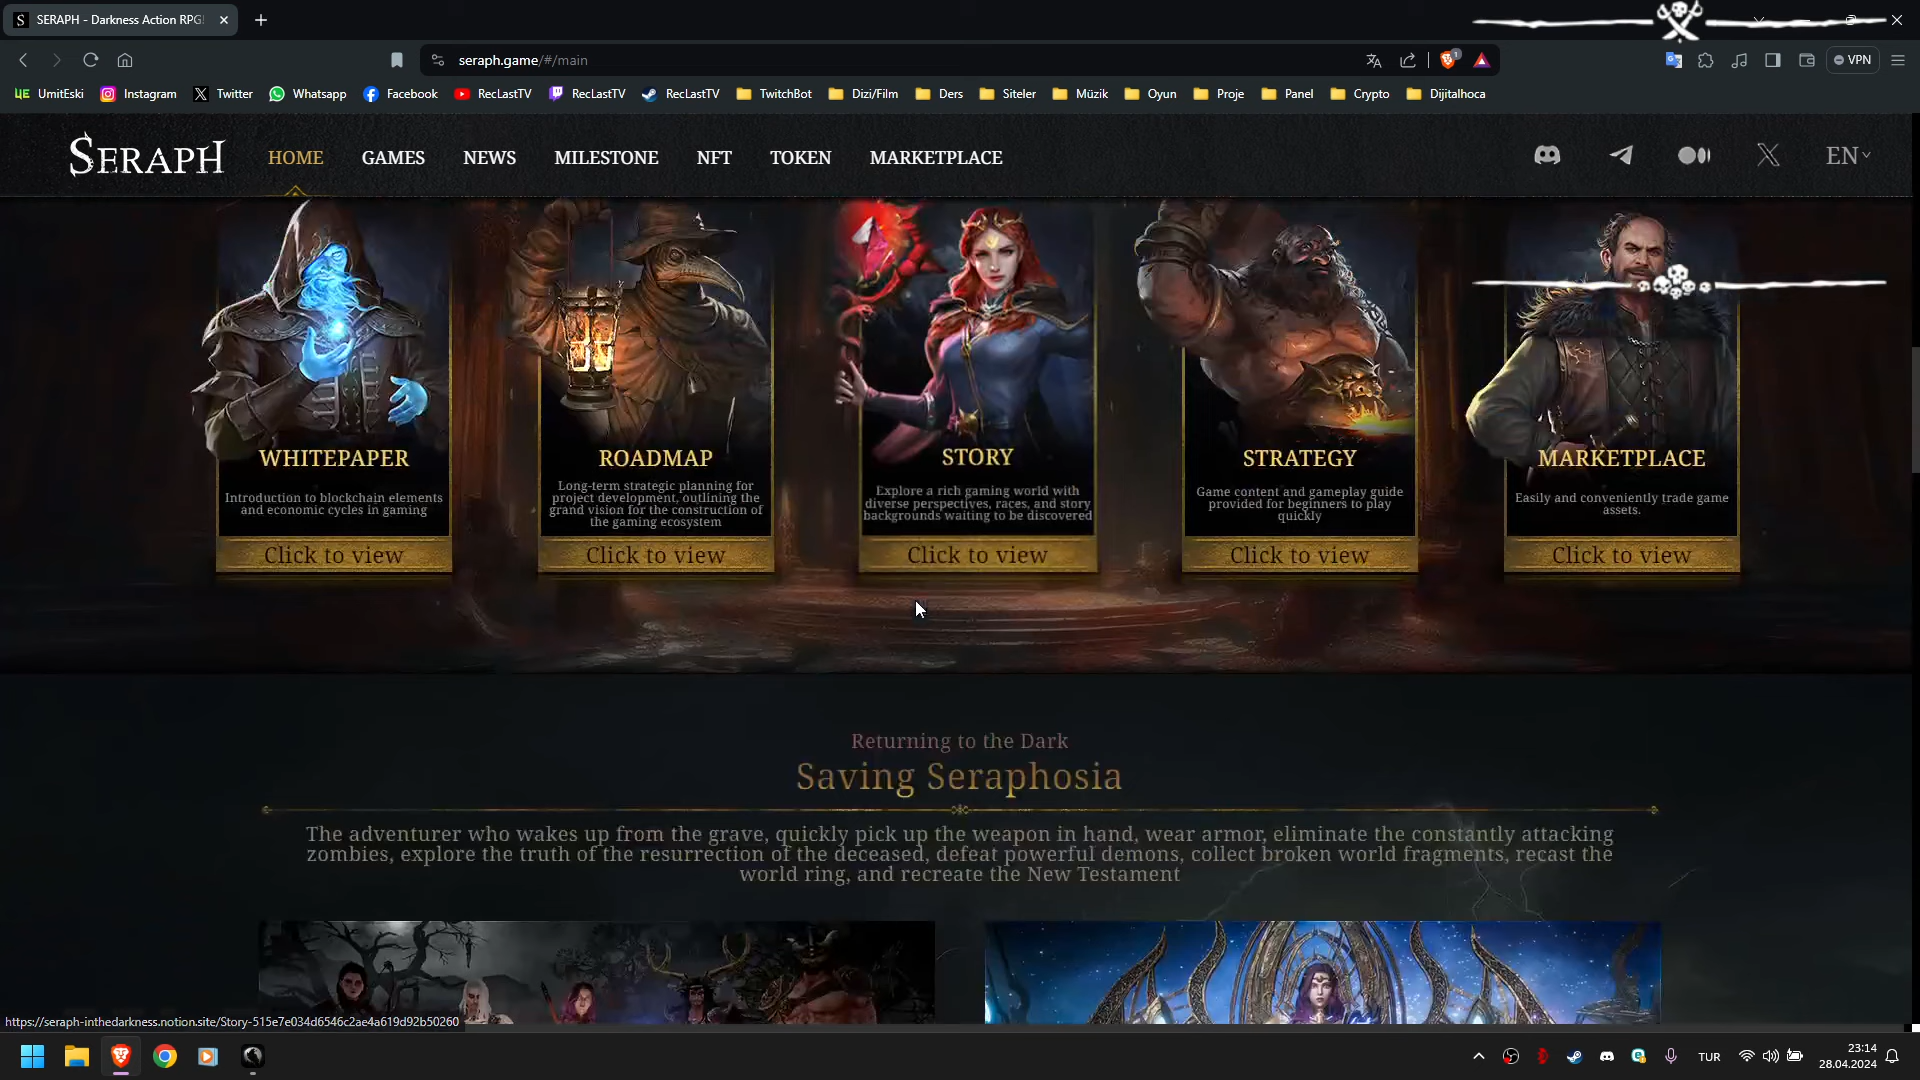 SERAPH - Darkness Action RPG
seraph.game/#/main
1
VPN
UmitEski
Instagram
Twitter
Whatsapp
Facebook
RecLastTV
RecLastTV
RecLastTV
TwitchBot
Dizi/Film
Ders
Siteler
Müzik
Oyun
Proje
Panel
Crypto
Dijitalhoca
SERAPH
HOME
GAMES
NEWS
MILESTONE
NFT
TOKEN
MARKETPLACE
EN
WHITEPAPER
Introduction to blockchain elements
and economic cycles in gaming
Click to view
ROADMAP
Long-term strategic planning for
project development, outlining the
grand vision for the construction of
the gaming ecosystem
Click to view
STORY
Explore a rich gaming world with
diverse perspectives, races, and story
backgrounds waiting to be discovered
Click to view
STRATEGY
Game content and gameplay guide
provided for beginners to play
quickly
Click to view
MARKETPLACE
Easily and conveniently trade game
assets.
Click to view
Returning to the Dark
Saving Seraphosia
The adventurer who wakes up from the grave, quickly pick up the weapon in hand, wear armor, eliminate the constantly attacking
zombies, explore the truth of the resurrection of the deceased, defeat powerful demons, collect broken world fragments, recast the
world ring, and recreate the New Testament
https://seraph-inthedarkness.notion.site/Story-515e7e034d6546c2ae4a619d92b50260
TUR
23:14
28.04.2024